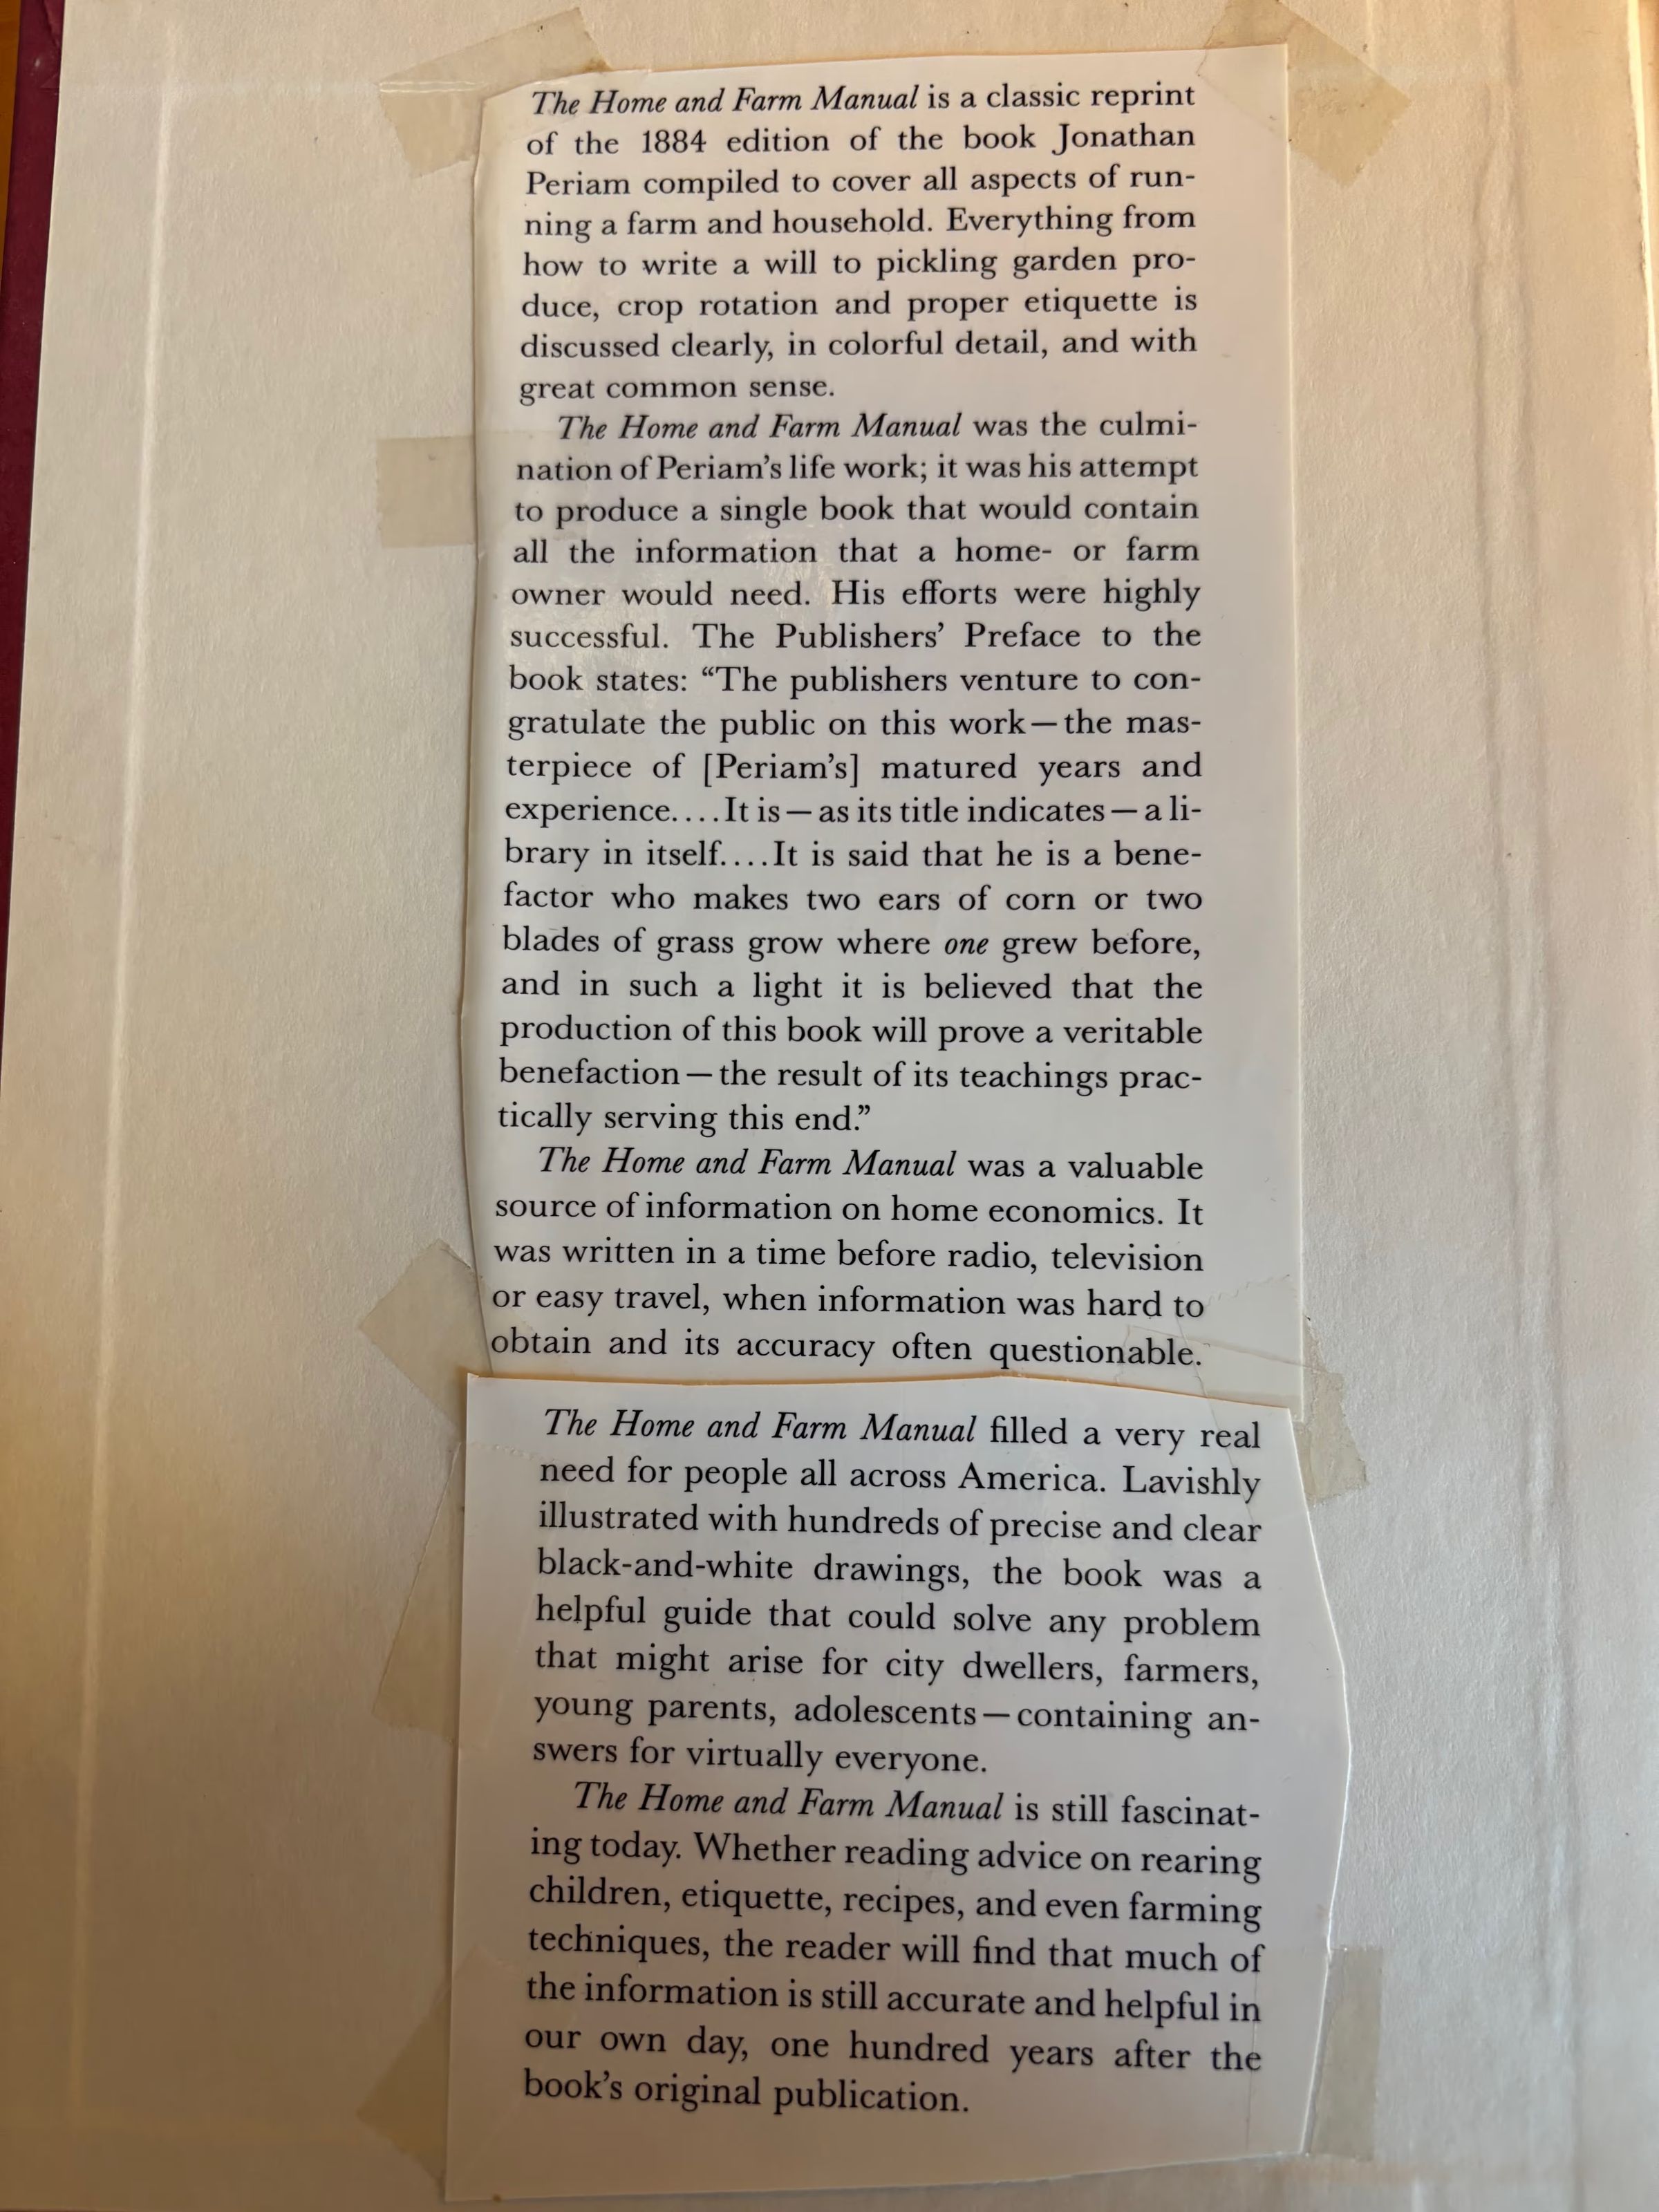 The Home and Farm Manual is a classic reprint
of the 1884 edition of the book Jonathan
Periam compiled to cover all aspects of run-
ning a farm and household. Everything from
how to write a will to pickling garden pro-
duce, crop rotation and proper etiquette is
discussed clearly, in colorful detail, and with
great common sense.
The Home and Farm Manual was the culmi-
nation of Periam's life work; it was his attempt
to produce a single book that would contain
all the information that a home- or farm
owner would need. His efforts were highly
successful. The Publishers' Preface to the
book states: “The publishers venture to con-
gratulate the public on this work—the mas-
terpiece of [Periam's] matured years and
experience....It is—as its title indicates—a li-
brary in itself....It is said that he is a bene-
factor who makes two ears of corn or two
blades of grass grow where one grew before,
and in such a light it is believed that the
production of this book will prove a veritable
benefaction—the result of its teachings prac-
tically serving this end.”
The Home and Farm Manual was a valuable
source of information on home economics. It
was written in a time before radio, television
or easy travel, when information was hard to
obtain and its accuracy often questionable.
The Home and Farm Manual filled a very real
need for people all across America. Lavishly
illustrated with hundreds of precise and clear
black-and-white drawings, the book was a
helpful guide that could solve any problem
that might arise for city dwellers, farmers,
young parents, adolescents—containing an-
swers for virtually everyone.
The Home and Farm Manual is still fascinat-
ing today. Whether reading advice on rearing
children, etiquette, recipes, and even farming
techniques, the reader will find that much of
the information is still accurate and helpful in
our own day, one hundred years after the
book's original publication.